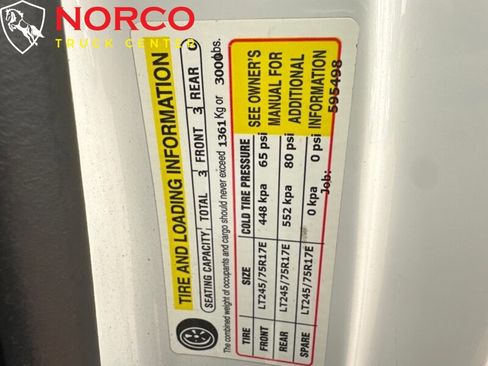 NORCO
TRUCK CENTER
TIRE AND LOADING INFORMATION
SEATING CAPACITY TOTAL 3 FRONT 3 REAR 0
The combined weight of occupants and cargo should never exceed 1361 Kg or 3000 lbs.
TIRE SIZE COLD TIRE PRESSURE
FRONT LT245/75R17E 448 kpa 65 psi
REAR LT245/75R17E 552 kpa 80 psi
SPARE LT245/75R17E 0 kpa 0 psi
SEE OWNER'S
MANUAL FOR
ADDITIONAL
INFORMATION
Job: 595498